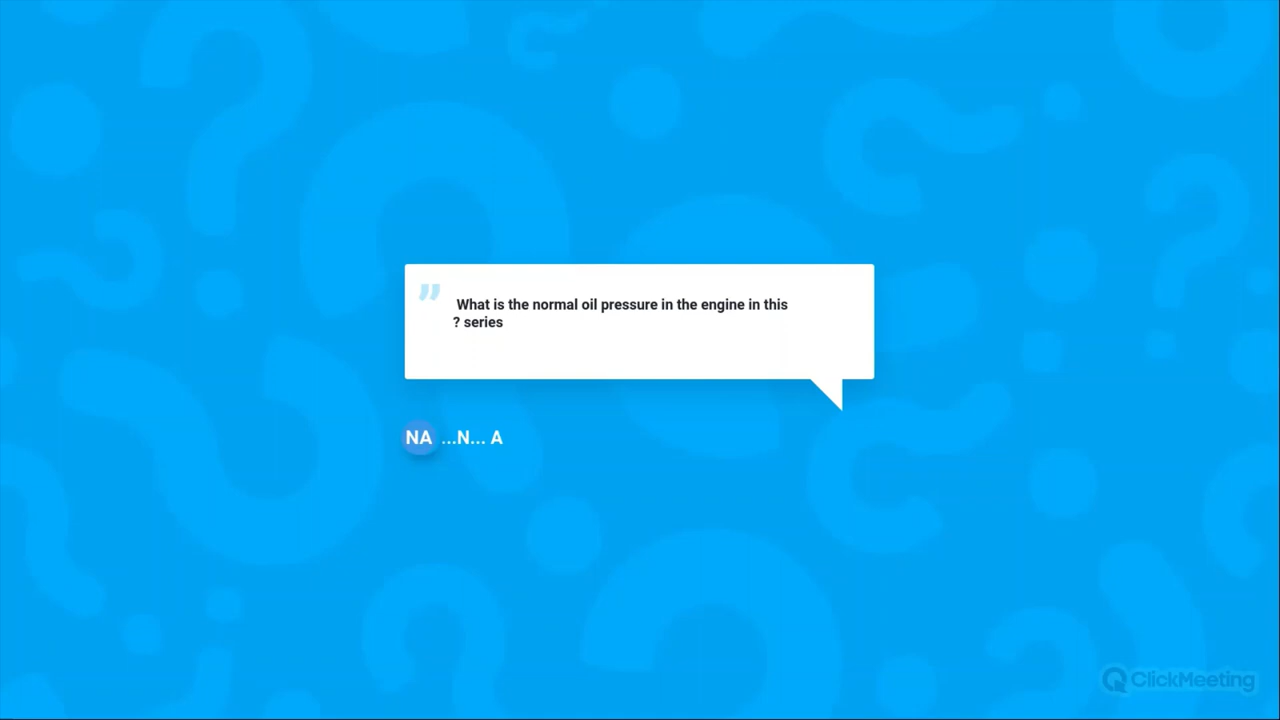 ” What is the normal oil pressure in the engine in this
? series
NA ...N... A
ClickMeeting